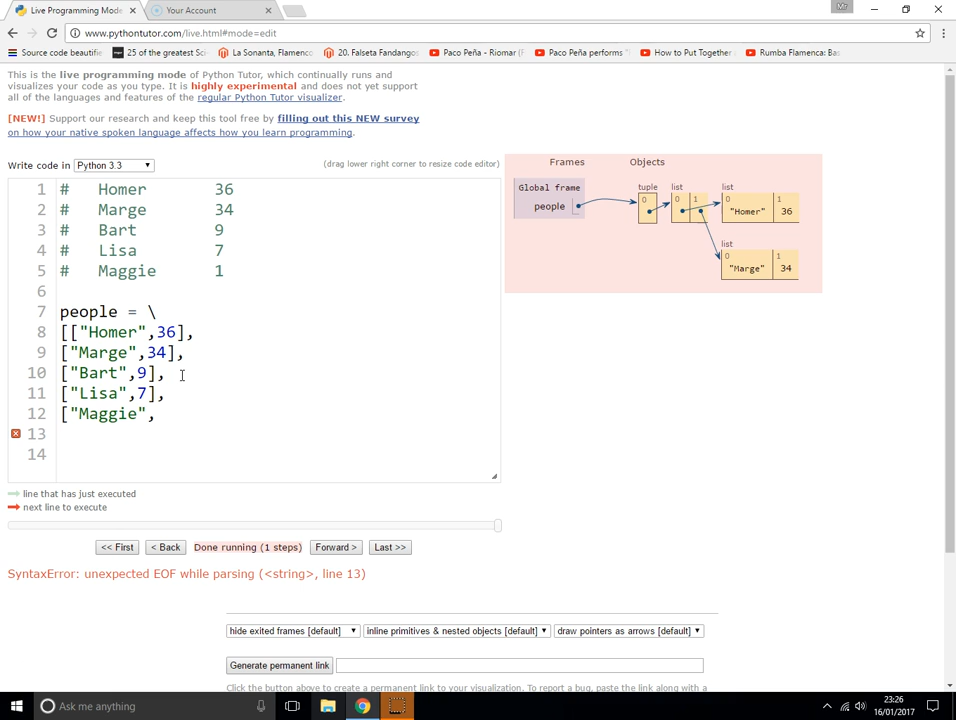 Mr
Live Programming Mode
Your Account
www.pythontutor.com/live.html#mode=edit
Source code beautifie
25 of the greatest Sci
La Sonanta, Flamenco
20. Falseta Fandangos
Paco Peña - Riomar (F
Paco Peña performs "
How to Put Together
Rumba Flamenca: Bas
This is the live programming mode of Python Tutor, which continually runs and
visualizes your code as you type. It is highly experimental and does not yet support
all of the languages and features of the regular Python Tutor visualizer.
[NEW!] Support our research and keep this tool free by filling out this NEW survey
on how your native spoken language affects how you learn programming.
Write code in Python 3.3
(drag lower right corner to resize code editor)
1 # Homer 36
2 # Marge 34
3 # Bart 9
4 # Lisa 7
5 # Maggie 1
6
7 people = \
8 [["Homer",36],
9 ["Marge",34],
10 ["Bart",9],
11 ["Lisa",7],
12 ["Maggie",
13
14
Frames Objects
Global frame
people
tuple
0
list
0 1
list
0 1
"Homer" 36
list
0 1
"Marge" 34
line that has just executed
next line to execute
<< First
< Back
Done running (1 steps)
Forward >
Last >>
SyntaxError: unexpected EOF while parsing (<string>, line 13)
hide exited frames [default]
inline primitives & nested objects [default]
draw pointers as arrows [default]
Generate permanent link
Click the button above to create a permanent link to your visualization. To report a bug, paste the link along with a
Ask me anything
23:26
16/01/2017